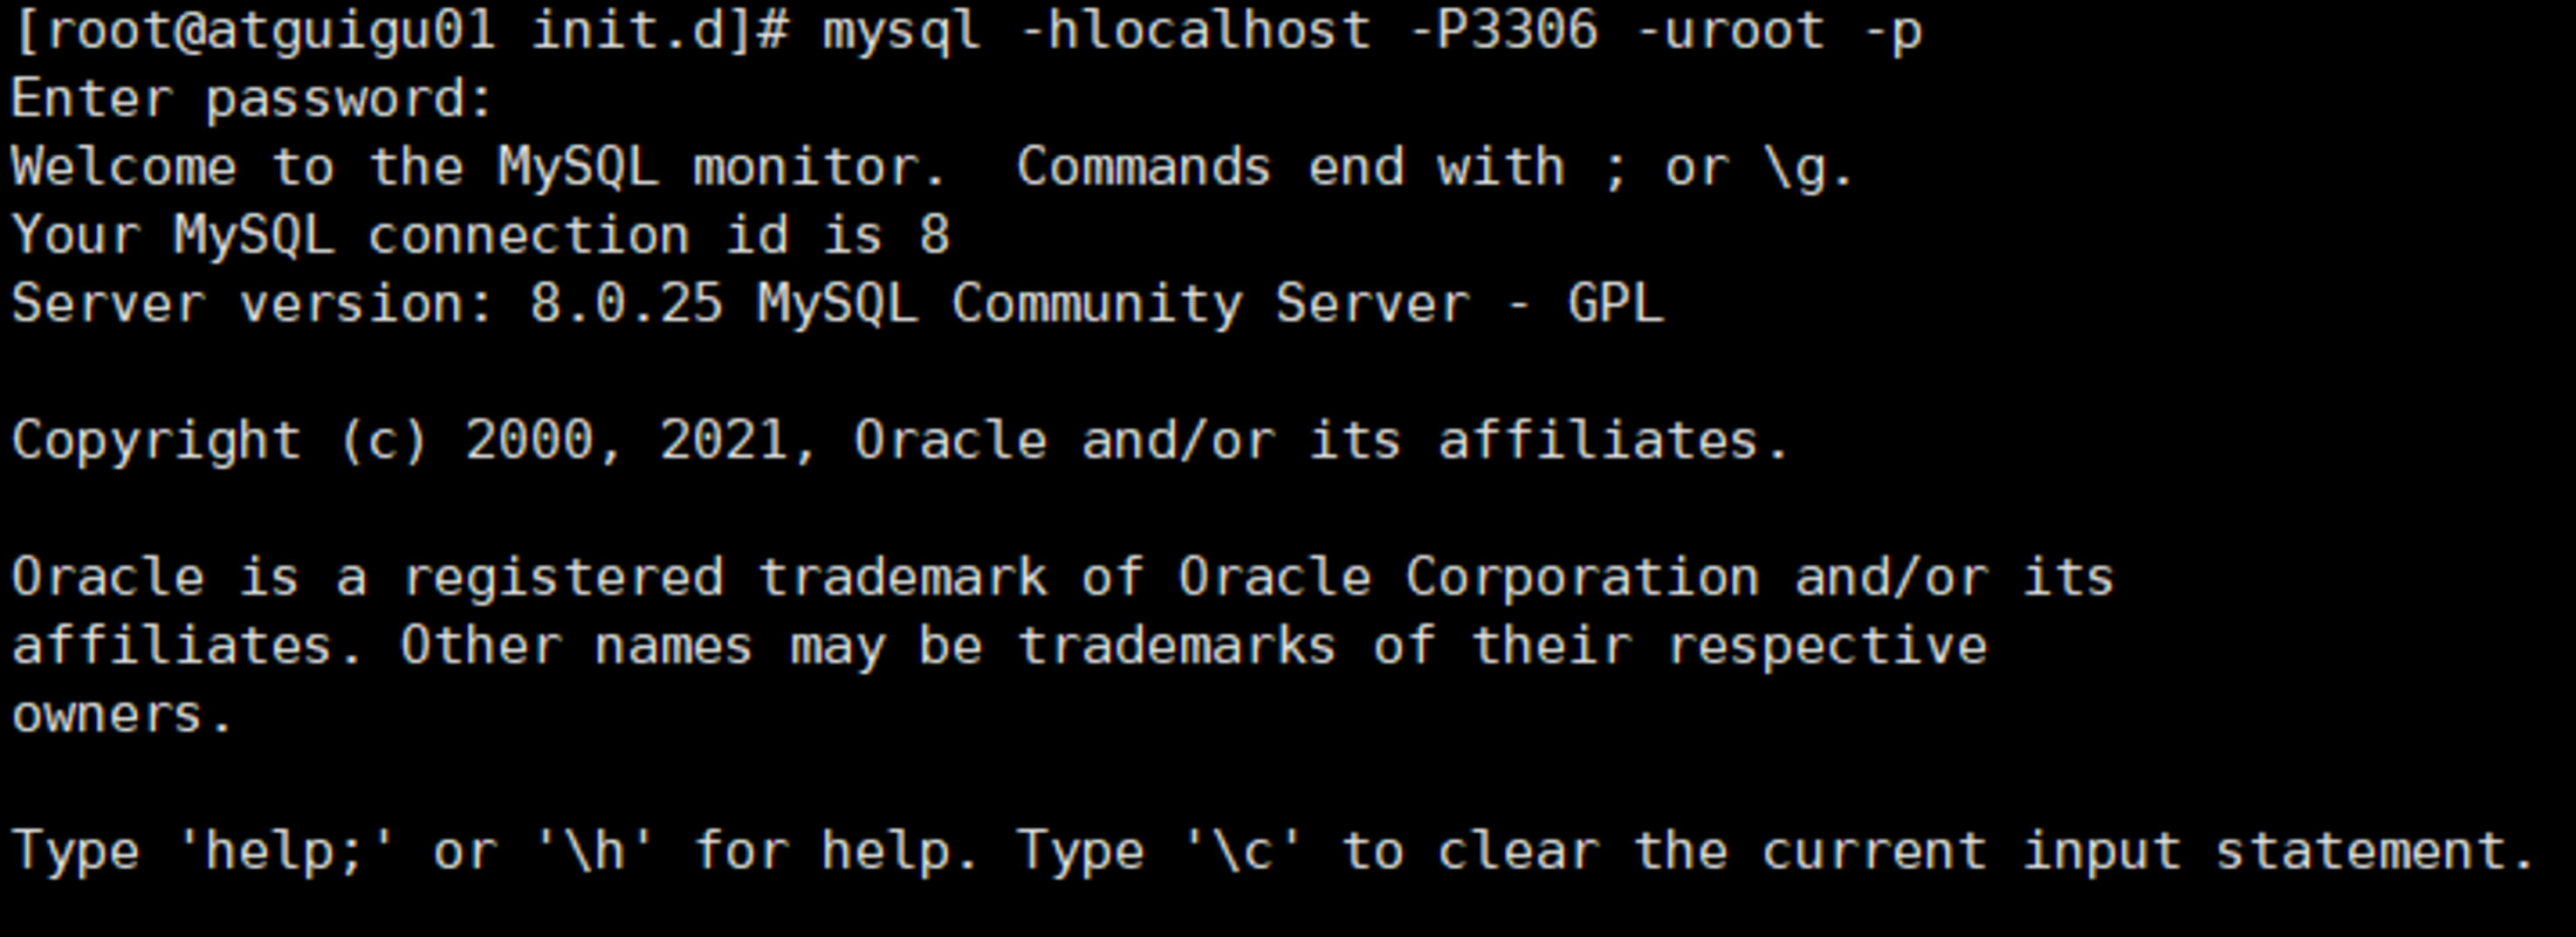 [root@atguigu01 init.d]# mysql -hlocalhost -P3306 -uroot -p
Enter password:
Welcome to the MySQL monitor.  Commands end with ; or \g.
Your MySQL connection id is 8
Server version: 8.0.25 MySQL Community Server - GPL
Copyright (c) 2000, 2021, Oracle and/or its affiliates.
Oracle is a registered trademark of Oracle Corporation and/or its
affiliates. Other names may be trademarks of their respective
owners.
Type 'help;' or '\h' for help. Type '\c' to clear the current input statement.